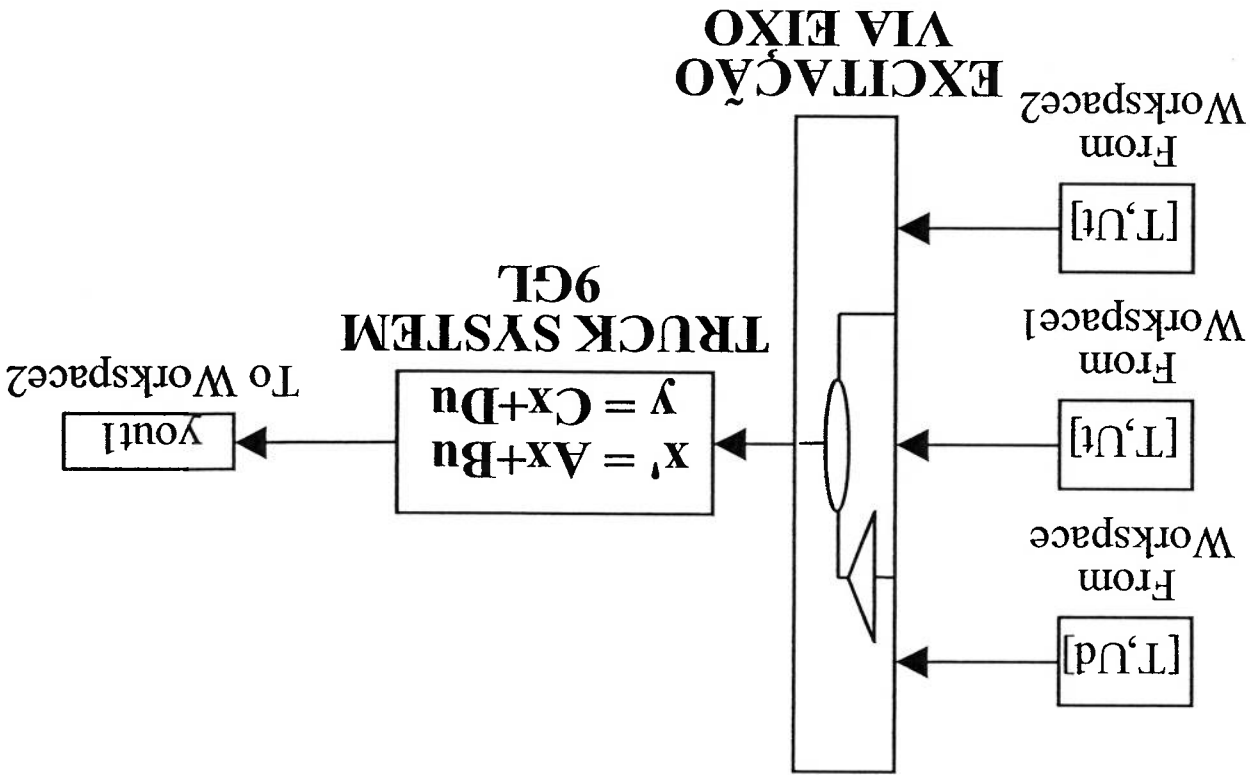 [T,Ud]
From
Workspace
[T,Ut]
From
Workspace1
[T,Ut]
From
Workspace2
EXCITAÇÃO
VIA EIXO
x' = Ax+Bu
y = Cx+Du
TRUCK SYSTEM
9GL
yout1
To Workspace2